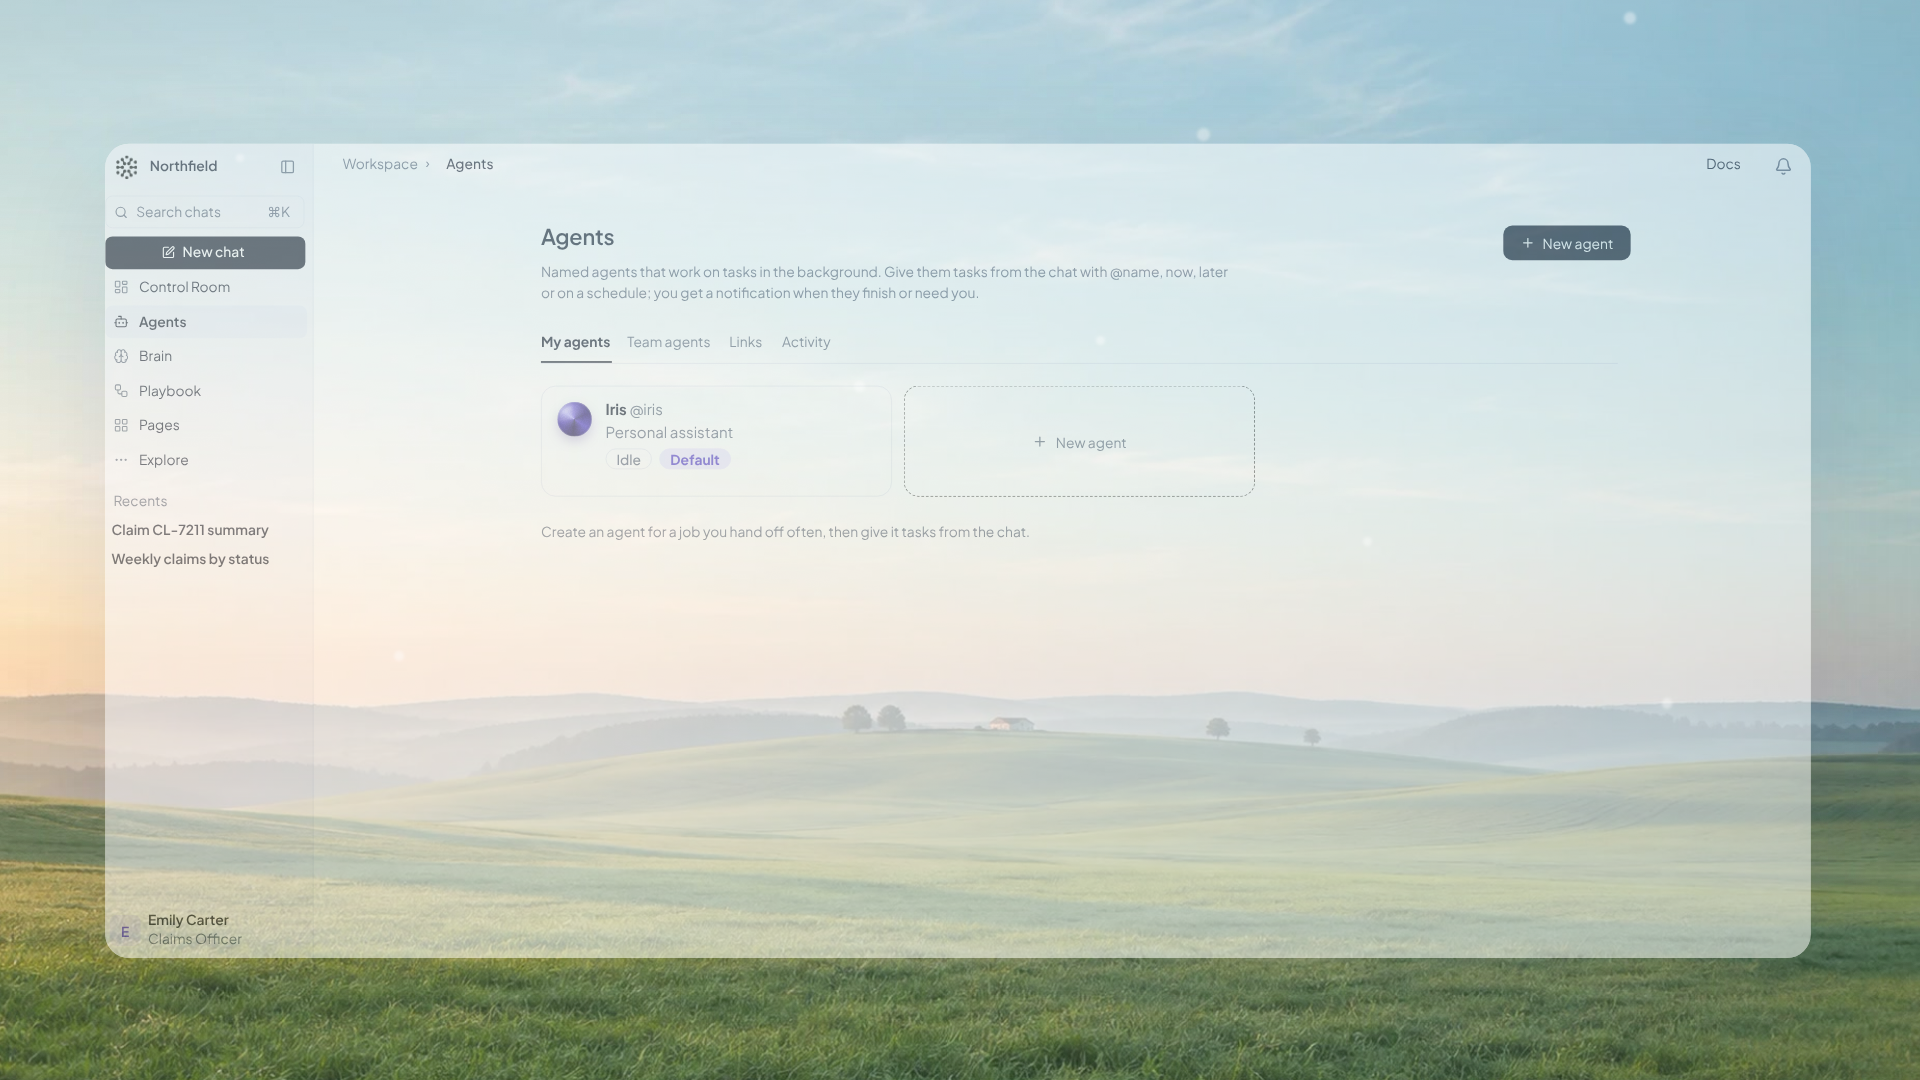 Northfield
Search chats ⌘K
New chat
Control Room
Agents
Brain
Playbook
Pages
Explore
Recents
Claim CL-7211 summary
Weekly claims by status
E
Emily Carter
Claims Officer
Workspace › Agents
Docs
Agents
+ New agent
Named agents that work on tasks in the background. Give them tasks from the chat with @name, now, later
or on a schedule; you get a notification when they finish or need you.
My agents Team agents Links Activity
Iris @iris
Personal assistant
Idle Default
+ New agent
Create an agent for a job you hand off often, then give it tasks from the chat.